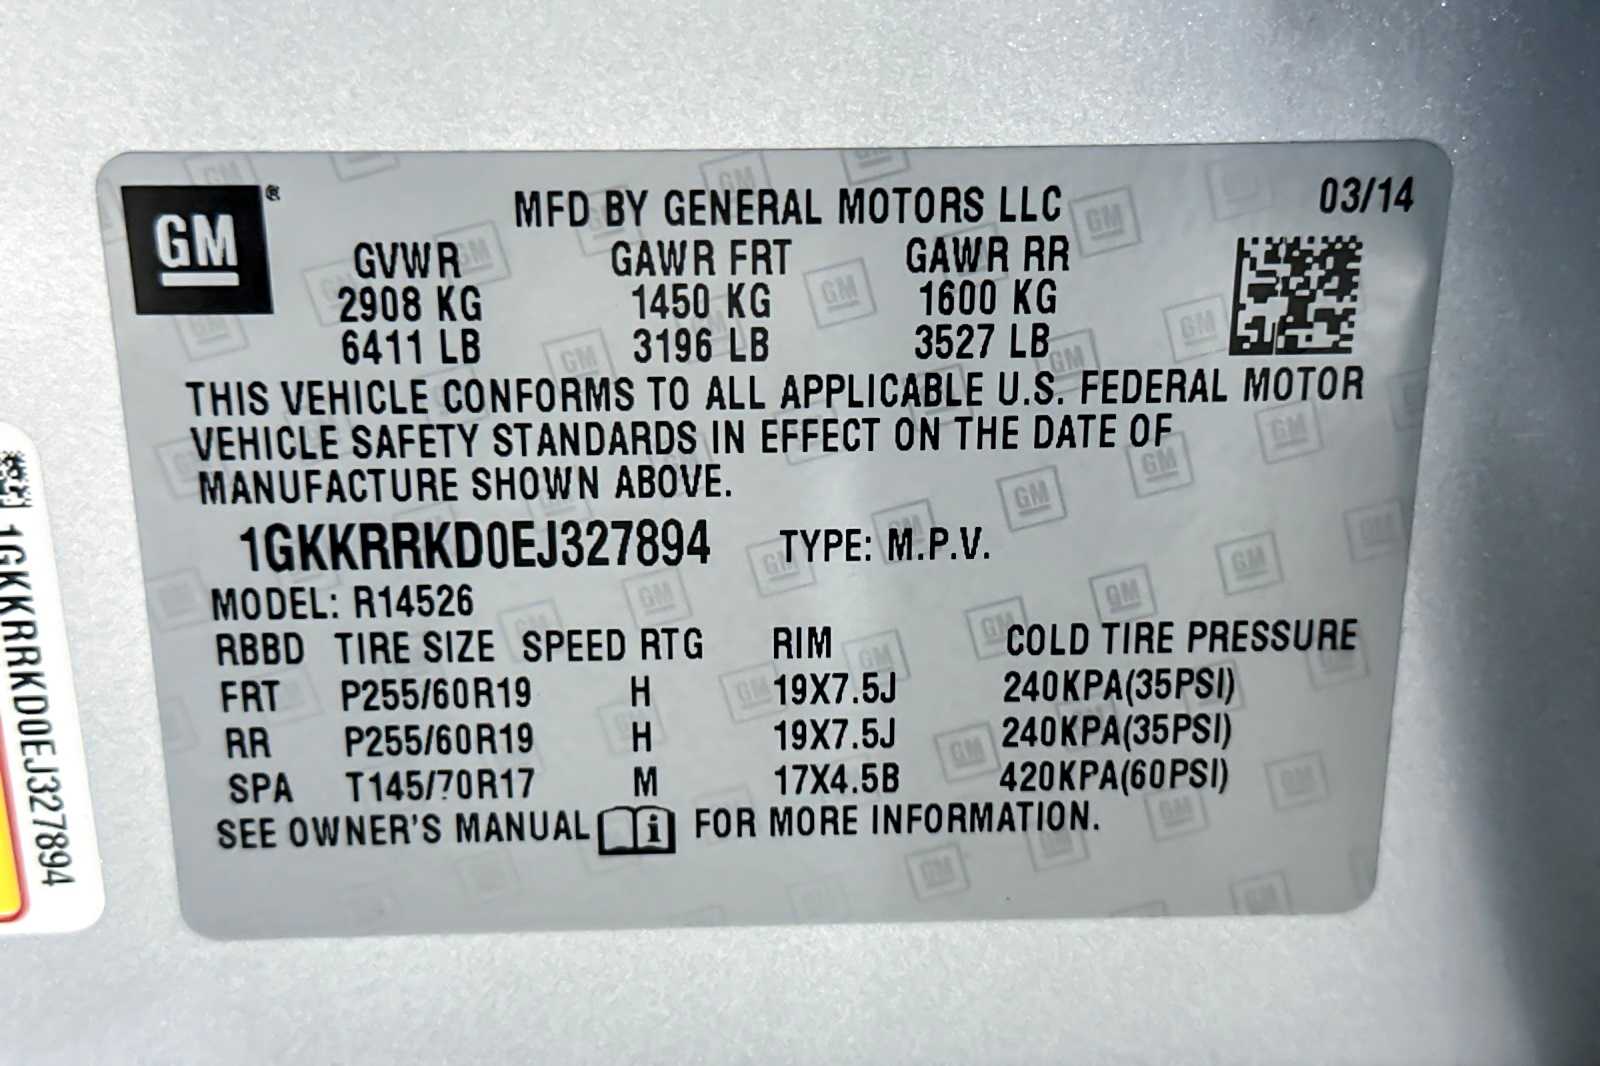 GM®
MFD BY GENERAL MOTORS LLC 03/14
GVWR GAWR FRT GAWR RR
2908 KG 1450 KG 1600 KG
6411 LB 3196 LB 3527 LB
THIS VEHICLE CONFORMS TO ALL APPLICABLE U.S. FEDERAL MOTOR
VEHICLE SAFETY STANDARDS IN EFFECT ON THE DATE OF
MANUFACTURE SHOWN ABOVE.
1GKKRRKD0EJ327894 TYPE: M.P.V.
MODEL: R14526
RBBD TIRE SIZE SPEED RTG RIM COLD TIRE PRESSURE
FRT P255/60R19 H 19X7.5J 240KPA(35PSI)
RR P255/60R19 H 19X7.5J 240KPA(35PSI)
SPA T145/70R17 M 17X4.5B 420KPA(60PSI)
SEE OWNER'S MANUAL i FOR MORE INFORMATION.
1GKKRRKD0EJ327894